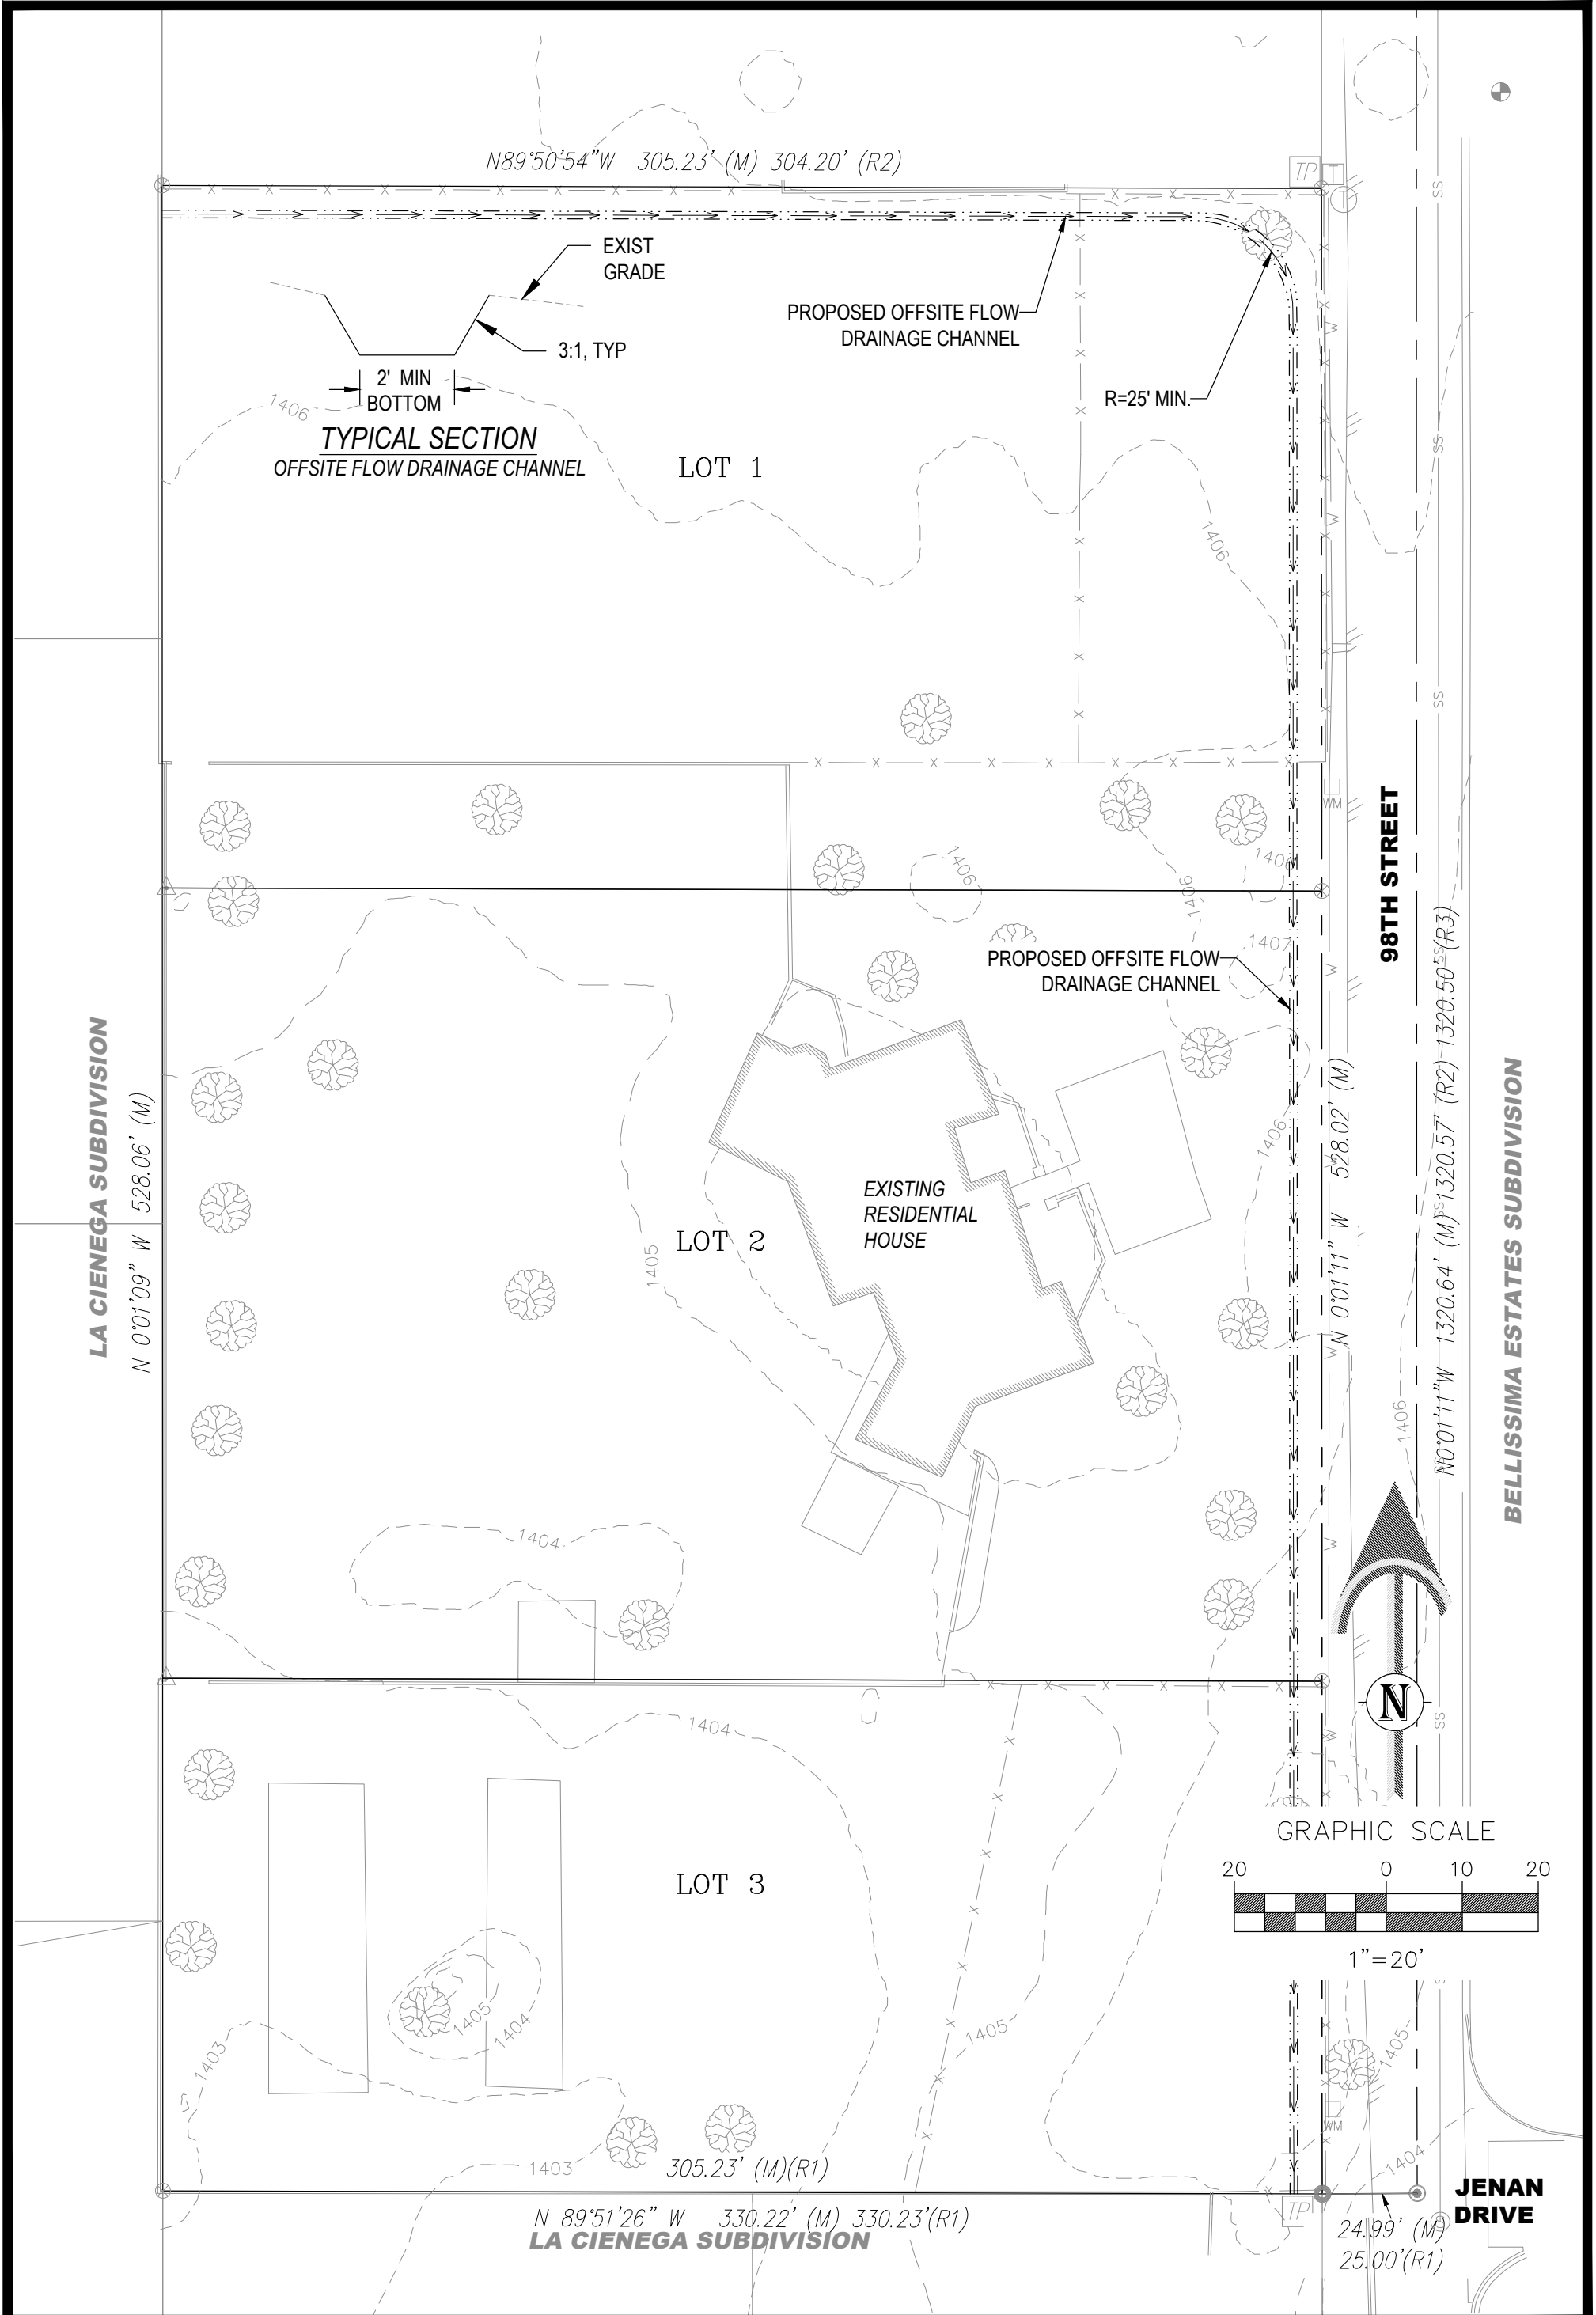 N89°50'54"W 305.23' (M) 304.20' (R2)
TP
T
T
SS
EXIST
GRADE
3:1, TYP
2' MIN
BOTTOM
TYPICAL SECTION
OFFSITE FLOW DRAINAGE CHANNEL
PROPOSED OFFSITE FLOW
DRAINAGE CHANNEL
R=25' MIN.
W
1406
LOT 1
SS
W
1406
SS
WM
98TH STREET
1406
1406
1406
1407
PROPOSED OFFSITE FLOW
DRAINAGE CHANNEL
W
SS
LA CIENEGA SUBDIVISION
N 0°01'09" W 528.06' (M)
N 0°01'11" W 528.02' (M)
N0°01'11"W 1320.64' (M) 1320.57' (R2) 1320.50' (R3)
BELLISSIMA ESTATES SUBDIVISION
W
1406
EXISTING
RESIDENTIAL
HOUSE
LOT 2
SS
1405
W
1406
SS
1404
W
N
SS
W
1404
GRAPHIC SCALE
20 0 10 20
1"=20'
LOT 3
1405
1404
1403
1405
1405
WM
1404
1403
305.23' (M)(R1)
N 89°51'26" W 330.22' (M) 330.23'(R1)
LA CIENEGA SUBDIVISION
TP
24.99' (M)
25.00'(R1)
JENAN
DRIVE